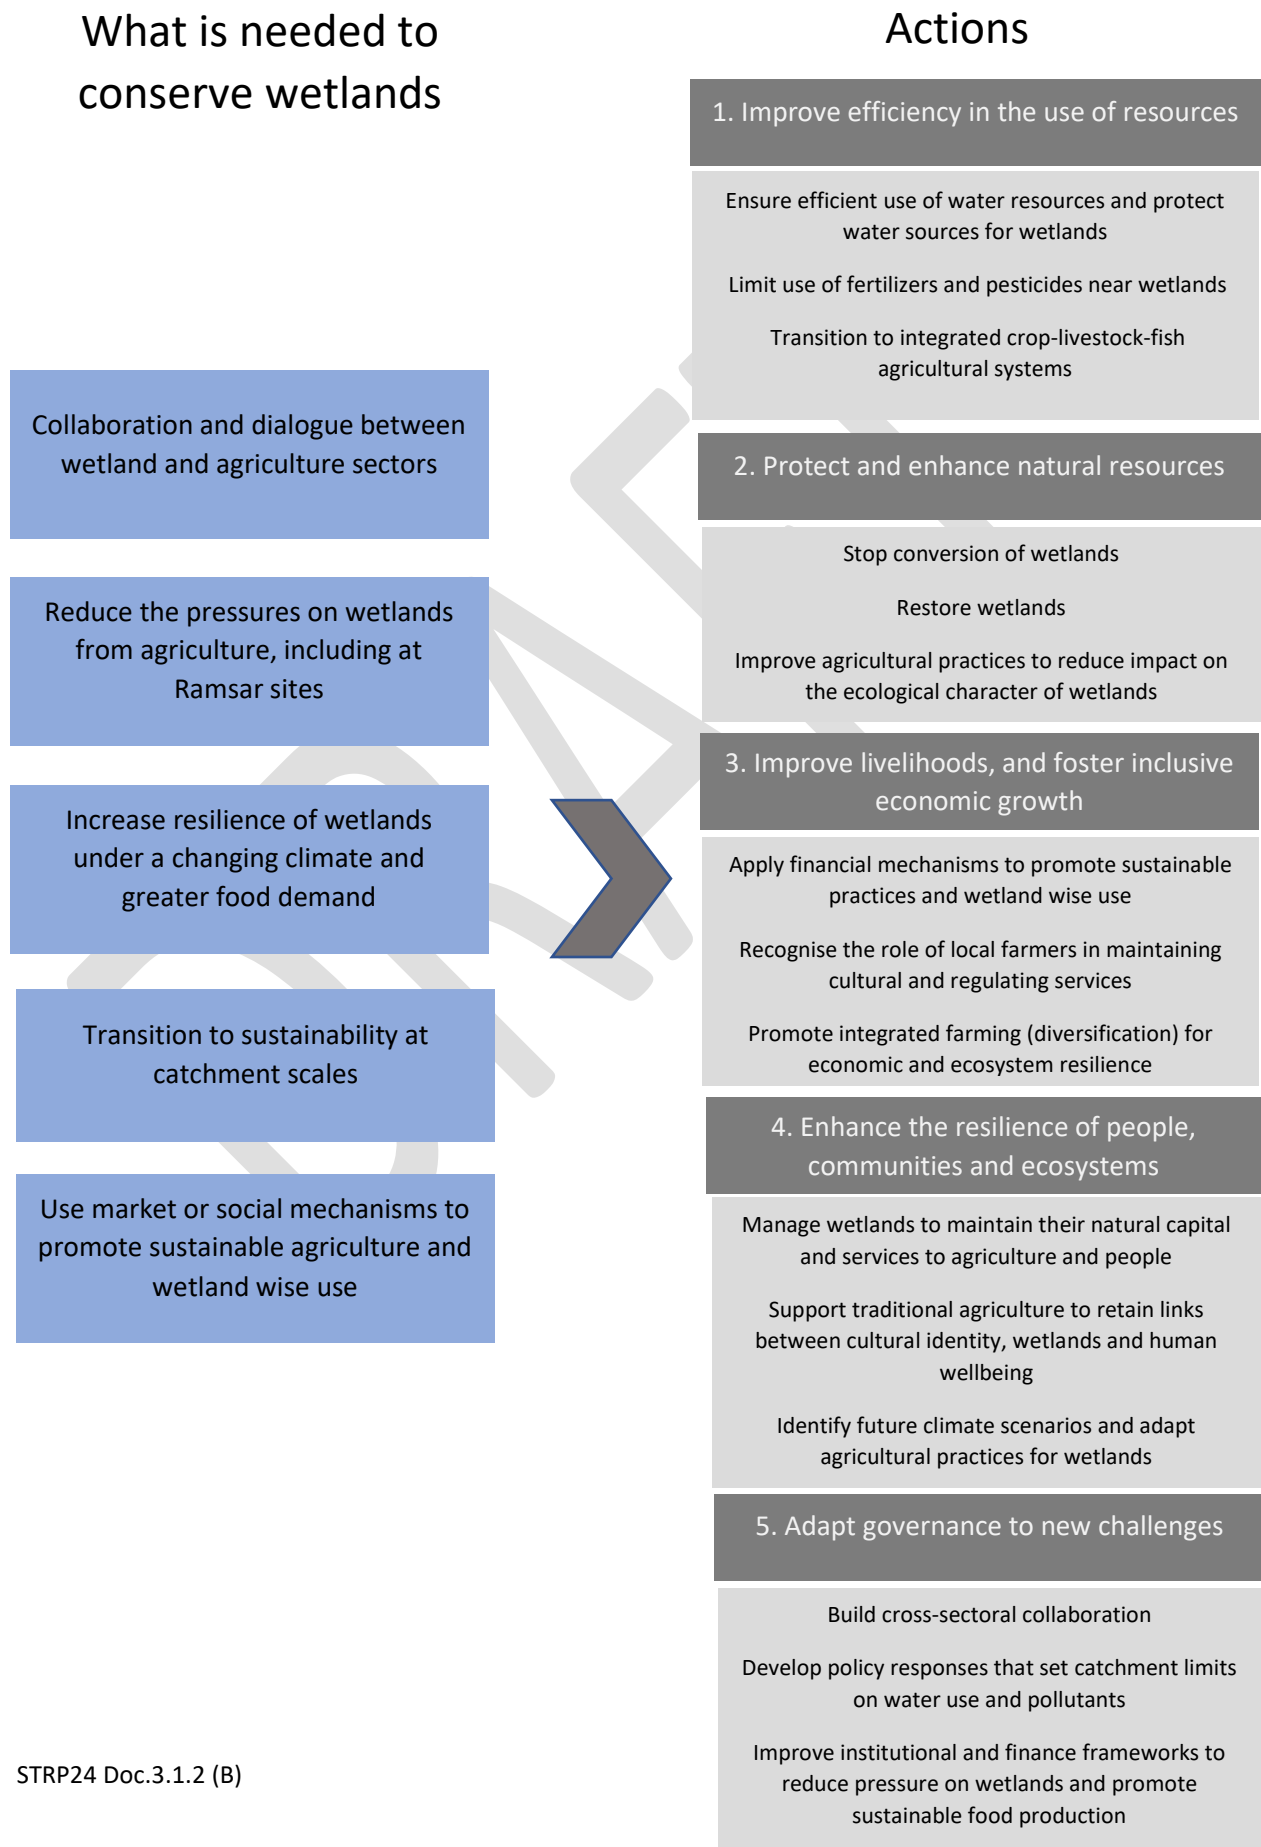 What is needed to
conserve wetlands
Collaboration and dialogue between
wetland and agriculture sectors
Reduce the pressures on wetlands
from agriculture, including at
Ramsar sites
Increase resilience of wetlands
under a changing climate and
greater food demand
Transition to sustainability at
catchment scales
Use market or social mechanisms to
promote sustainable agriculture and
wetland wise use
Actions
1. Improve efficiency in the use of resources
Ensure efficient use of water resources and protect
water sources for wetlands
Limit use of fertilizers and pesticides near wetlands
Transition to integrated crop-livestock-fish
agricultural systems
2. Protect and enhance natural resources
Stop conversion of wetlands
Restore wetlands
Improve agricultural practices to reduce impact on
the ecological character of wetlands
3. Improve livelihoods, and foster inclusive
economic growth
Apply financial mechanisms to promote sustainable
practices and wetland wise use
Recognise the role of local farmers in maintaining
cultural and regulating services
Promote integrated farming (diversification) for
economic and ecosystem resilience
4. Enhance the resilience of people,
communities and ecosystems
Manage wetlands to maintain their natural capital
and services to agriculture and people
Support traditional agriculture to retain links
between cultural identity, wetlands and human
wellbeing
Identify future climate scenarios and adapt
agricultural practices for wetlands
5. Adapt governance to new challenges
Build cross-sectoral collaboration
Develop policy responses that set catchment limits
on water use and pollutants
Improve institutional and finance frameworks to
reduce pressure on wetlands and promote
sustainable food production
STRP24 Doc.3.1.2 (B)
DRAFT